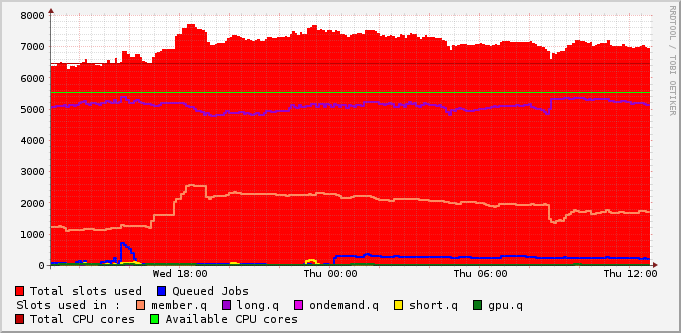 8000
7000
6000
5000
4000
3000
2000
1000
0
Wed 18:00 Thu 00:00 Thu 06:00 Thu 12:00
Total slots used Queued Jobs
Slots used in : member.q long.q ondemand.q short.q gpu.q
Total CPU cores Available CPU cores
RRDTOOL / TOBI OETIKER